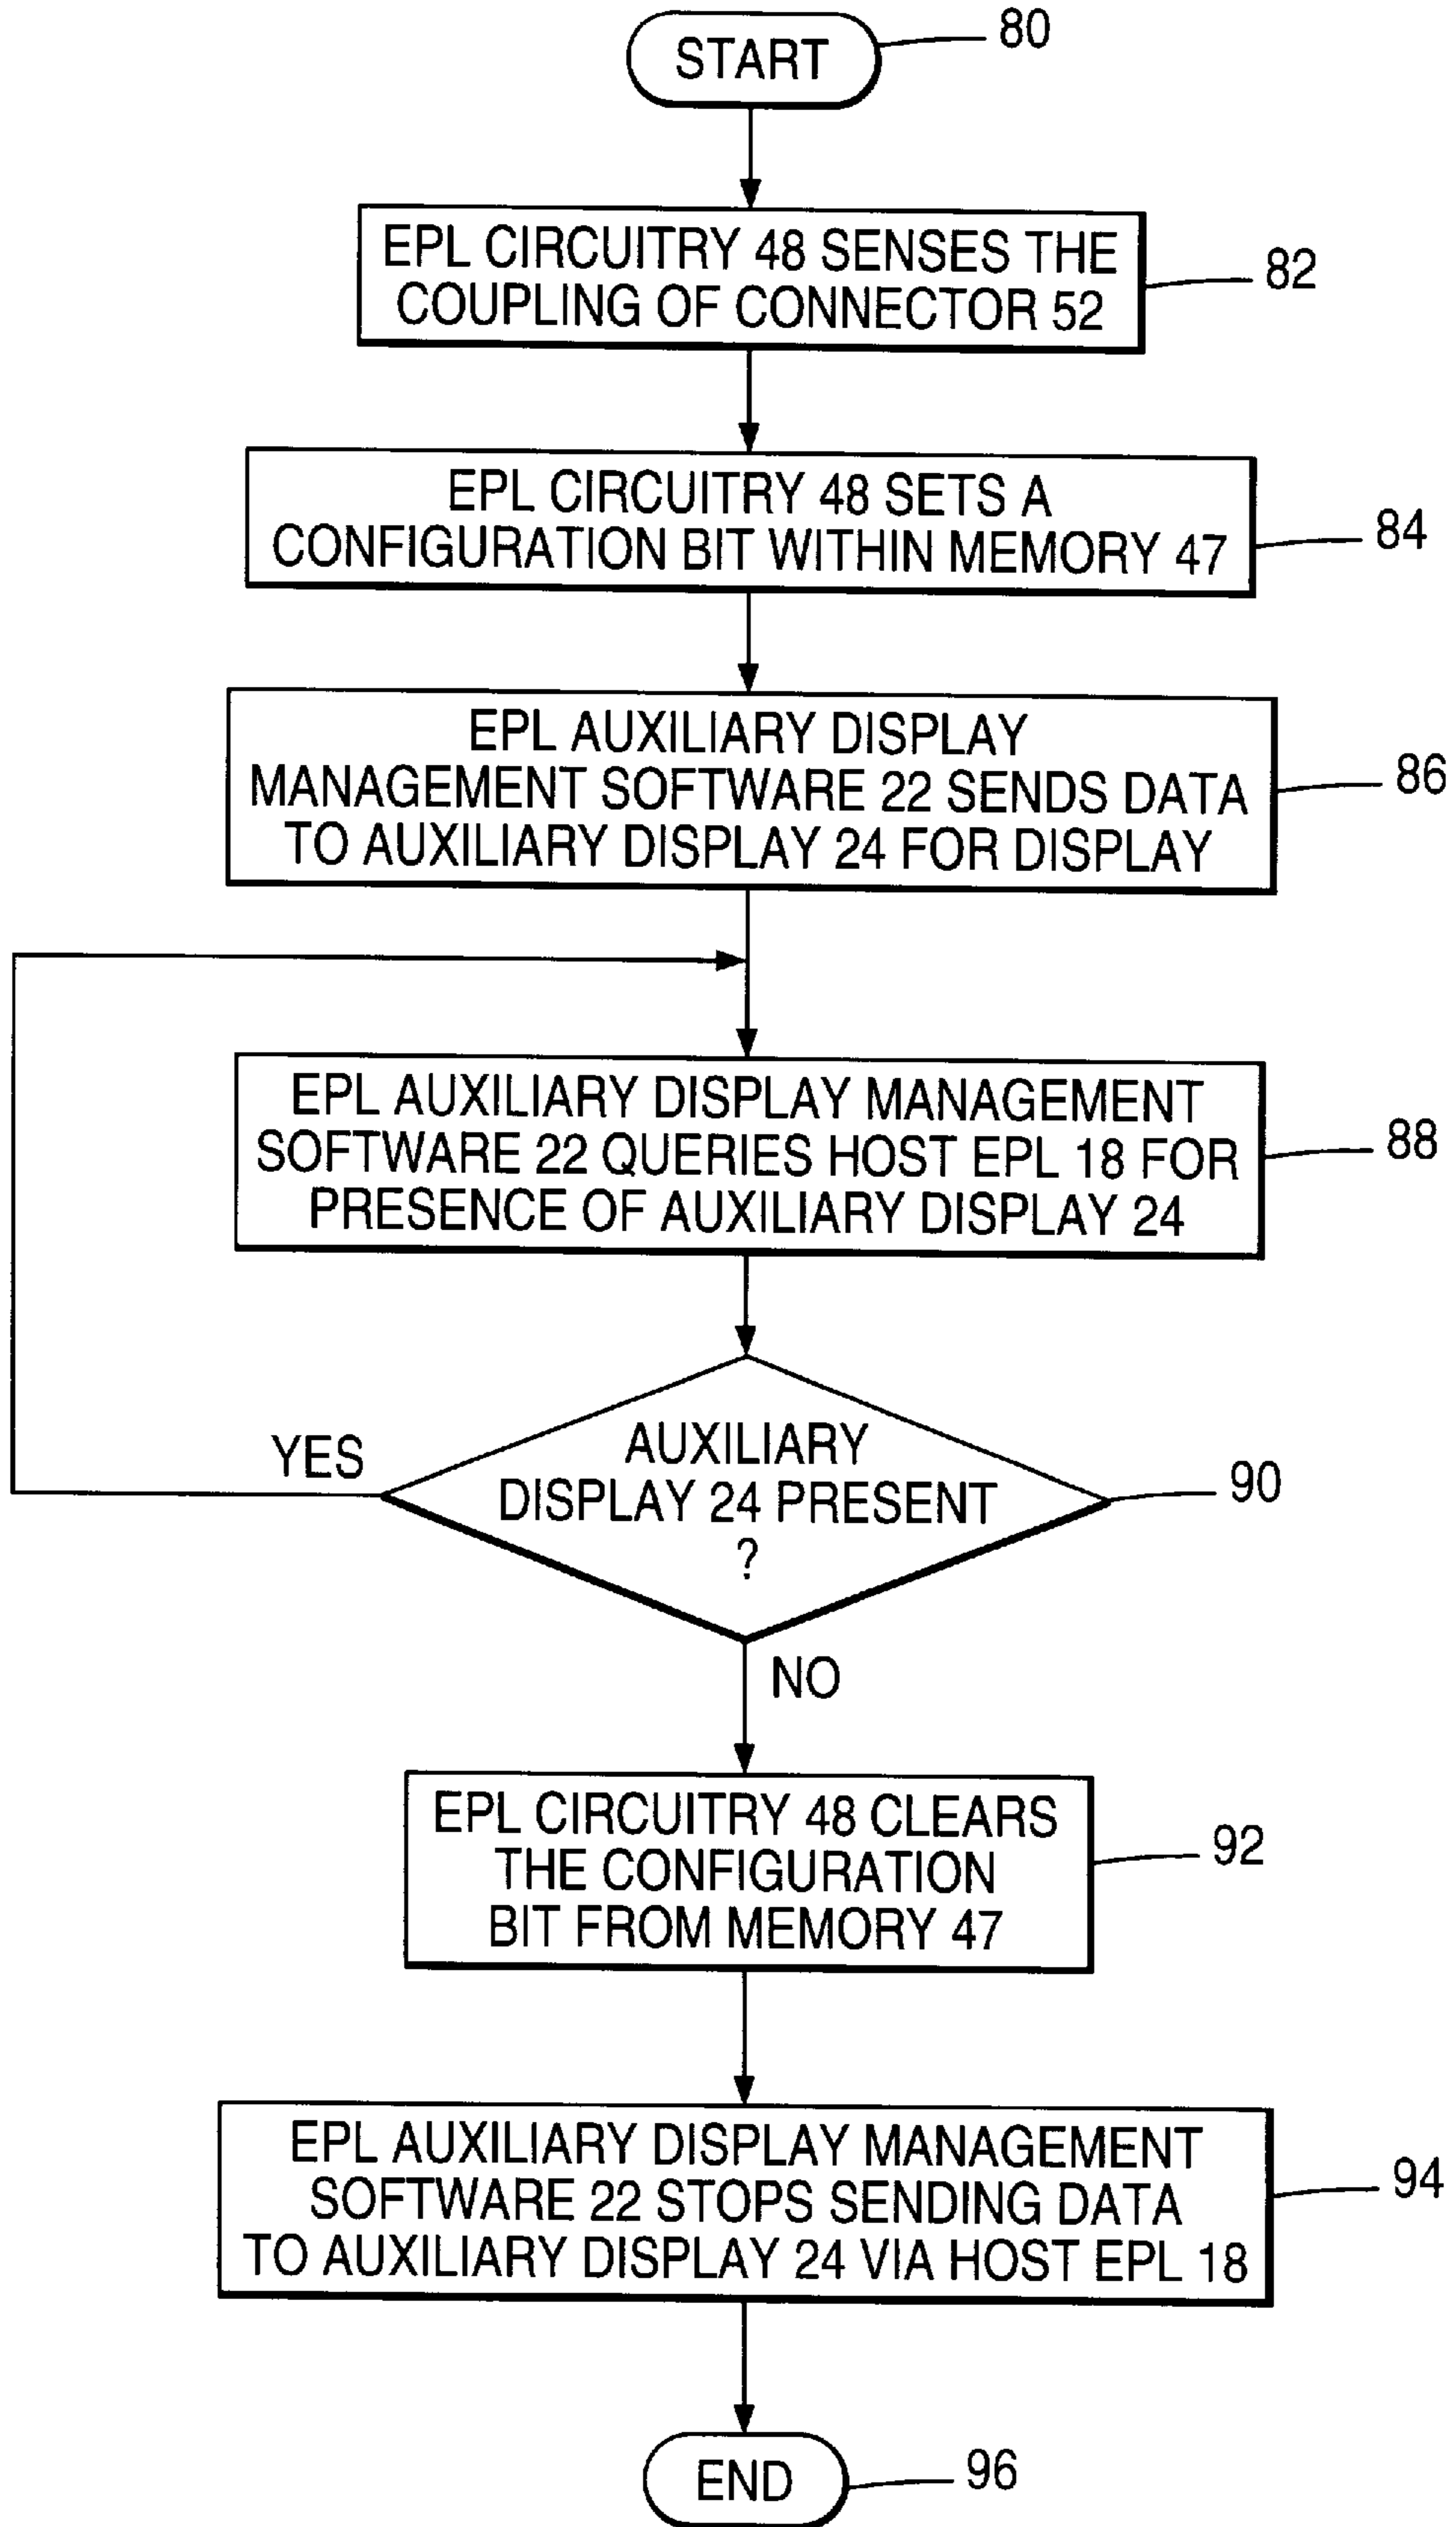 START
80
EPL CIRCUITRY 48 SENSES THE
COUPLING OF CONNECTOR 52
82
EPL CIRCUITRY 48 SETS A
CONFIGURATION BIT WITHIN MEMORY 47
84
EPL AUXILIARY DISPLAY
MANAGEMENT SOFTWARE 22 SENDS DATA
TO AUXILIARY DISPLAY 24 FOR DISPLAY
86
EPL AUXILIARY DISPLAY MANAGEMENT
SOFTWARE 22 QUERIES HOST EPL 18 FOR
PRESENCE OF AUXILIARY DISPLAY 24
88
YES
AUXILIARY
DISPLAY 24 PRESENT
?
90
NO
EPL CIRCUITRY 48 CLEARS
THE CONFIGURATION
BIT FROM MEMORY 47
92
EPL AUXILIARY DISPLAY MANAGEMENT
SOFTWARE 22 STOPS SENDING DATA
TO AUXILIARY DISPLAY 24 VIA HOST EPL 18
94
END
96